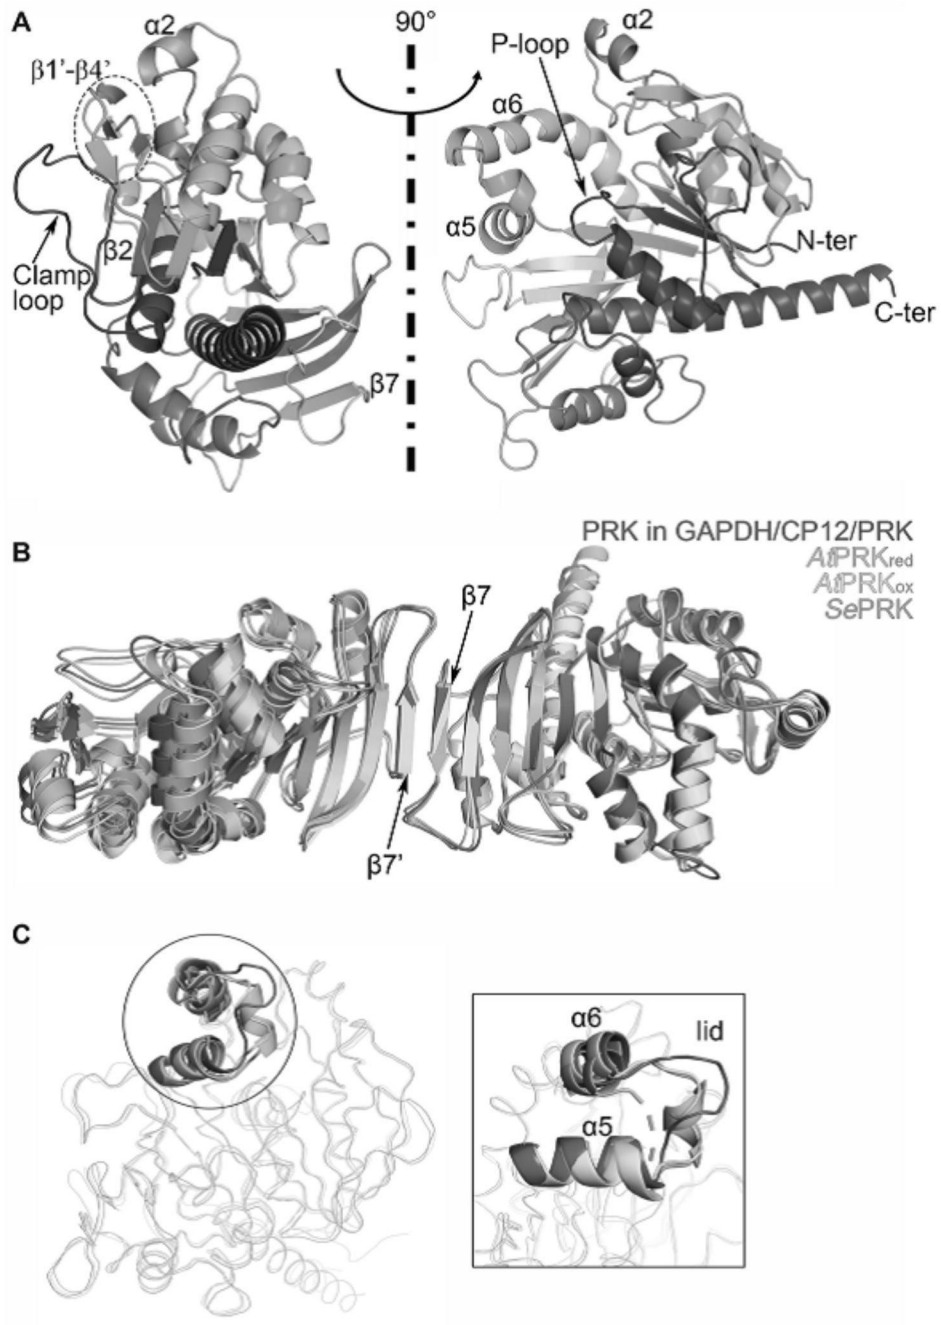 A
α2
90°
α2
P-loop
β1’-β4’
α6
α5
β2
N-ter
Clamp
loop
C-ter
β7
B
PRK in GAPDH/CP12/PRK
AtPRKred
AtPRKox
SePRK
β7
β7’
C
α6
lid
α5